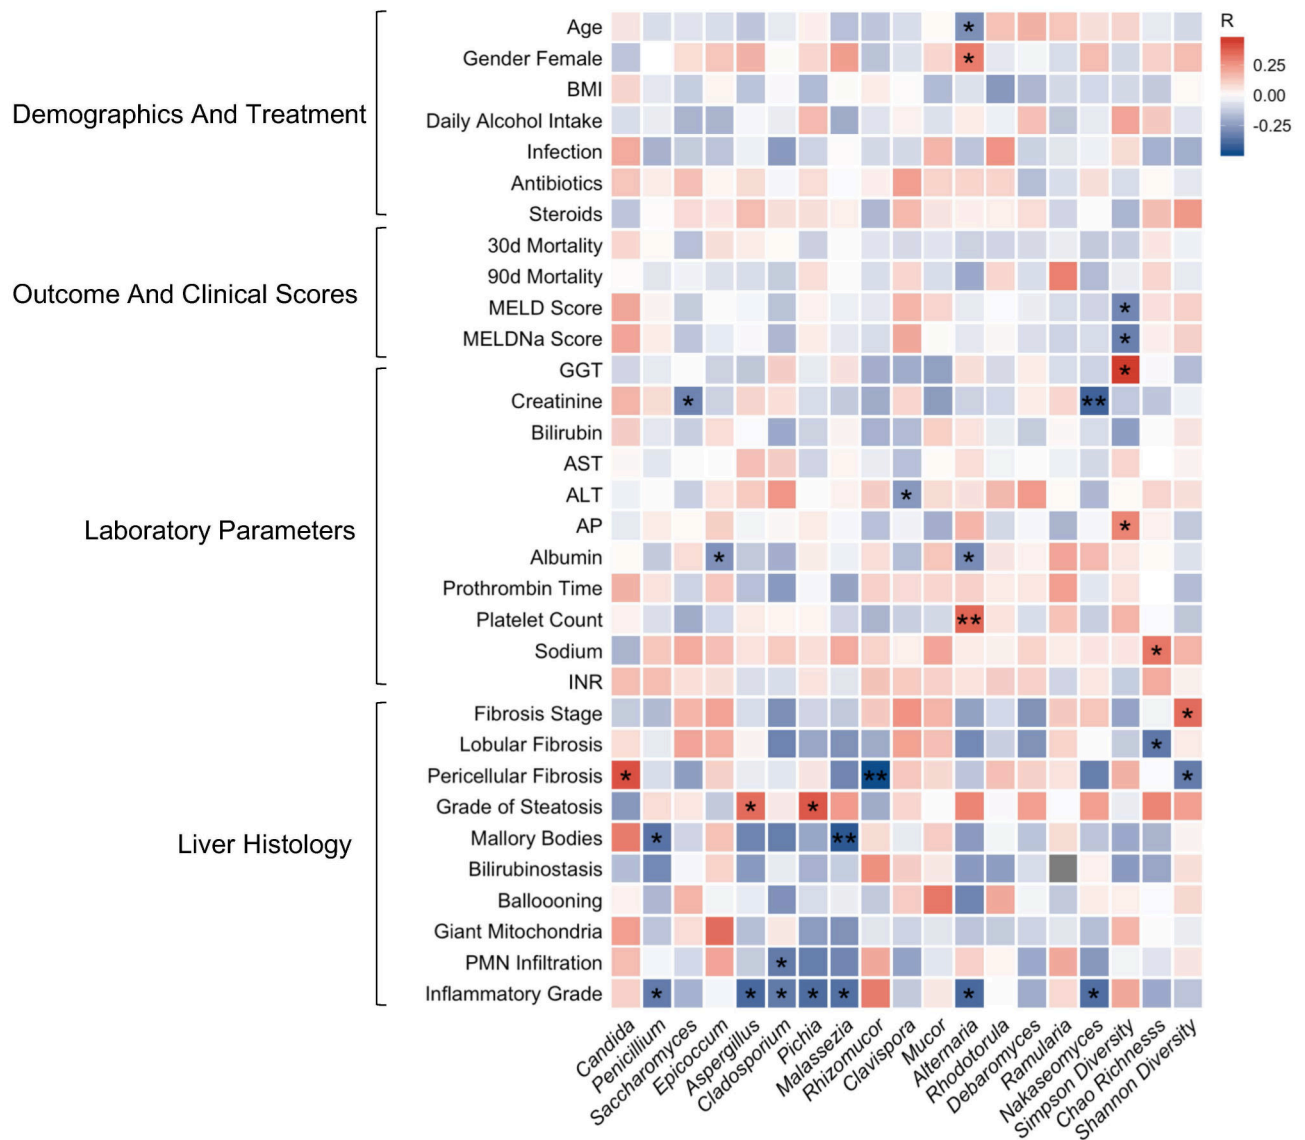 R
0.25
0.00
-0.25
Demographics And Treatment
Age
Gender Female
BMI
Daily Alcohol Intake
Infection
Antibiotics
Steroids
Outcome And Clinical Scores
30d Mortality
90d Mortality
MELD Score
MELDNa Score
Laboratory Parameters
GGT
Creatinine
Bilirubin
AST
ALT
AP
Albumin
Prothrombin Time
Platelet Count
Sodium
INR
Liver Histology
Fibrosis Stage
Lobular Fibrosis
Pericellular Fibrosis
Grade of Steatosis
Mallory Bodies
Bilirubinostasis
Balloooning
Giant Mitochondria
PMN Infiltration
Inflammatory Grade
Candida
Penicillium
Saccharomyces
Epicoccum
Aspergillus
Cladosporium
Pichia
Malassezia
Rhizomucor
Clavispora
Mucor
Alternaria
Rhodotorula
Debaromyces
Ramularia
Nakaseomyces
Simpson Diversity
Chao Richnesss
Shannon Diversity